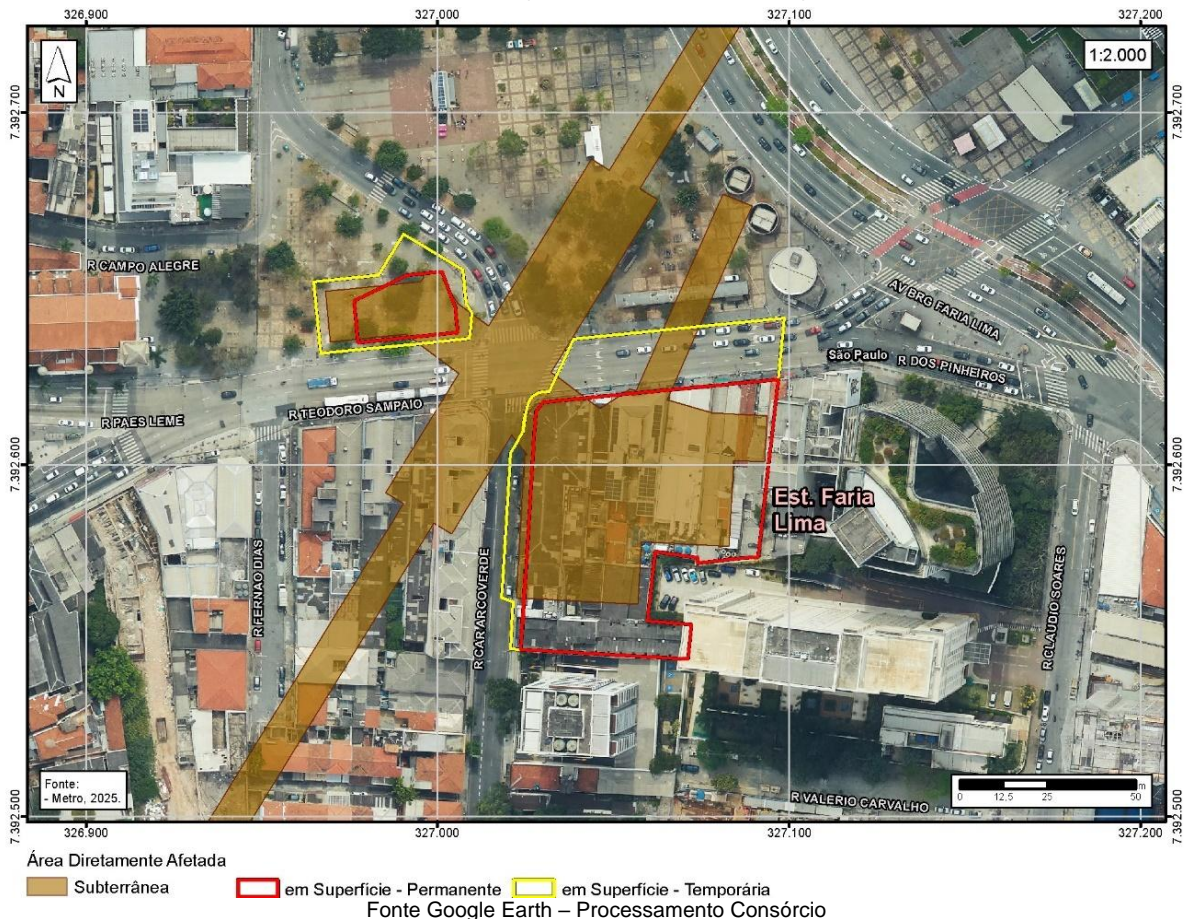 326.900
327.000
327.100
327.200
N
1:2.000
7.392.700
7.392.700
R CAMPO ALEGRE
AV BRG FARIA LIMA
São Paulo
R DOS PINHEIROS
R TEODORO SAMPAIO
R PAES LEME
7.392.600
7.392.600
Est. Faria
Lima
R FERNAO DIAS
R CAR ARCOVERDE
R CLAUDIO SOARES
Fonte:
- Metro, 2025.
R VALERIO CARVALHO
m
0 12,5 25 50
7.392.500
7.392.500
326.900
327.000
327.100
327.200
Área Diretamente Afetada
Subterrânea
em Superfície - Permanente
em Superfície - Temporária
Fonte Google Earth – Processamento Consórcio